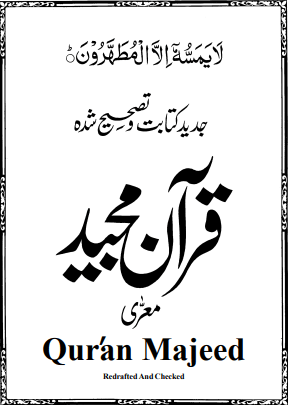 لَا يَمَسُّهٗٓ اِلَّا الْمُطَهَّرُوْنَ ؕ
جدید کتابت و تصحیح شدہ
قرآن مجید
معرّٰی
Qur'an Majeed
Redrafted And Checked